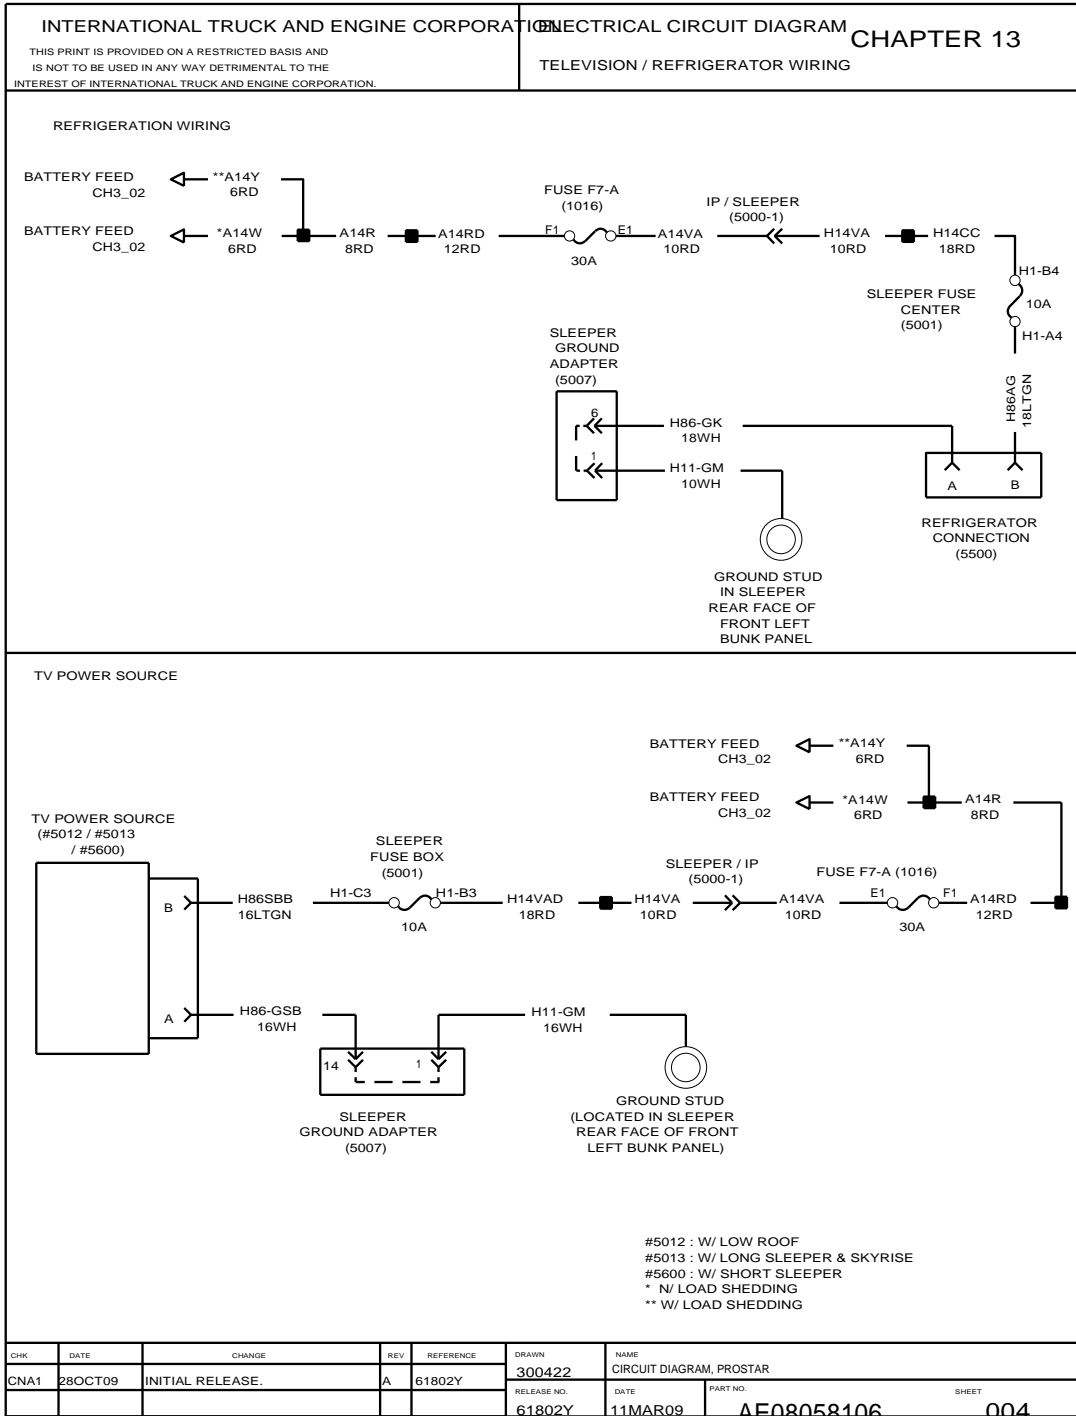 INTERNATIONAL TRUCK AND ENGINE CORPORATION
THIS PRINT IS PROVIDED ON A RESTRICTED BASIS AND
IS NOT TO BE USED IN ANY WAY DETRIMENTAL TO THE
INTEREST OF INTERNATIONAL TRUCK AND ENGINE CORPORATION.
ELECTRICAL CIRCUIT DIAGRAM
CHAPTER 13
TELEVISION / REFRIGERATOR WIRING
REFRIGERATION WIRING
BATTERY FEED
CH3_02
**A14Y
6RD
BATTERY FEED
CH3_02
*A14W
6RD
A14R
8RD
A14RD
12RD
FUSE F7-A
(1016)
F1
E1
30A
A14VA
10RD
IP / SLEEPER
(5000-1)
H14VA
10RD
H14CC
18RD
H1-B4
10A
H1-A4
SLEEPER FUSE
CENTER
(5001)
H86AG
18LTGN
SLEEPER
GROUND
ADAPTER
(5007)
6
1
H86-GK
18WH
H11-GM
10WH
A
B
REFRIGERATOR
CONNECTION
(5500)
GROUND STUD
IN SLEEPER
REAR FACE OF
FRONT LEFT
BUNK PANEL
TV POWER SOURCE
BATTERY FEED
CH3_02
**A14Y
6RD
BATTERY FEED
CH3_02
*A14W
6RD
A14R
8RD
TV POWER SOURCE
(#5012 / #5013
/ #5600)
B
H86SBB
16LTGN
H1-C3
SLEEPER
FUSE BOX
(5001)
H1-B3
10A
H14VAD
18RD
H14VA
10RD
SLEEPER / IP
(5000-1)
A14VA
10RD
FUSE F7-A (1016)
E1
F1
30A
A14RD
12RD
A
H86-GSB
16WH
14
1
SLEEPER
GROUND ADAPTER
(5007)
H11-GM
16WH
GROUND STUD
(LOCATED IN SLEEPER
REAR FACE OF FRONT
LEFT BUNK PANEL)
#5012 : W/ LOW ROOF
#5013 : W/ LONG SLEEPER & SKYRISE
#5600 : W/ SHORT SLEEPER
* N/ LOAD SHEDDING
** W/ LOAD SHEDDING
CHK DATE CHANGE REV REFERENCE
CNA1 28OCT09 INITIAL RELEASE. A 61802Y
DRAWN
300422
NAME
CIRCUIT DIAGRAM, PROSTAR
RELEASE NO.
61802Y
DATE
11MAR09
PART NO.
AE08058106
SHEET
004